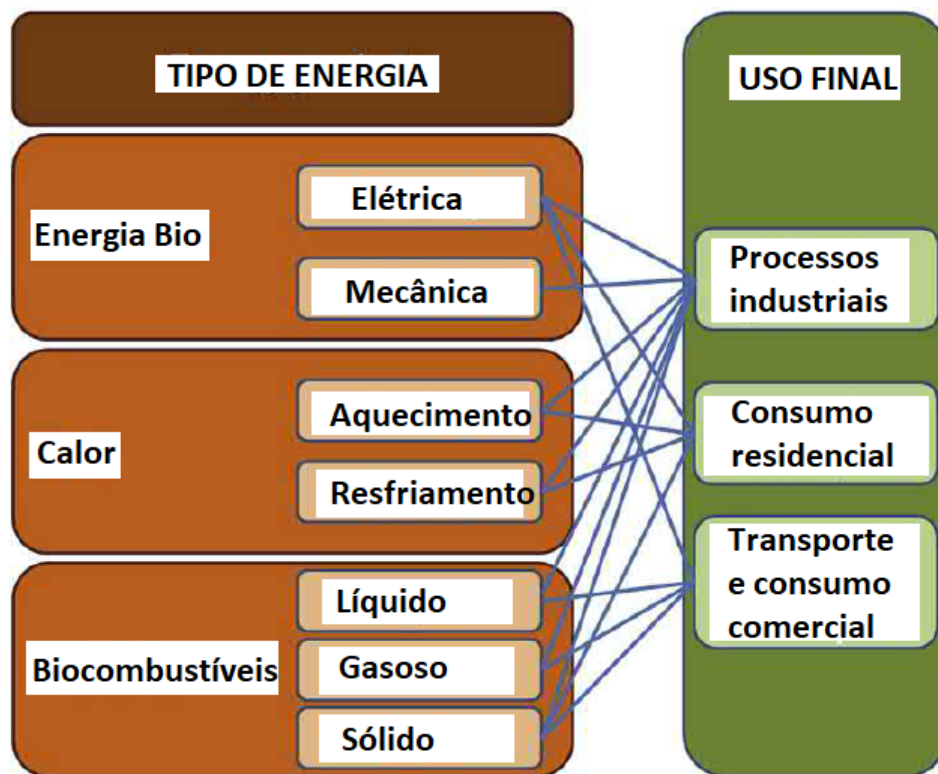 TIPO DE ENERGIA
Energia Bio
Elétrica
Mecânica
Calor
Aquecimento
Resfriamento
Biocombustíveis
Líquido
Gasoso
Sólido
USO FINAL
Processos
industriais
Consumo
residencial
Transporte
e consumo
comercial